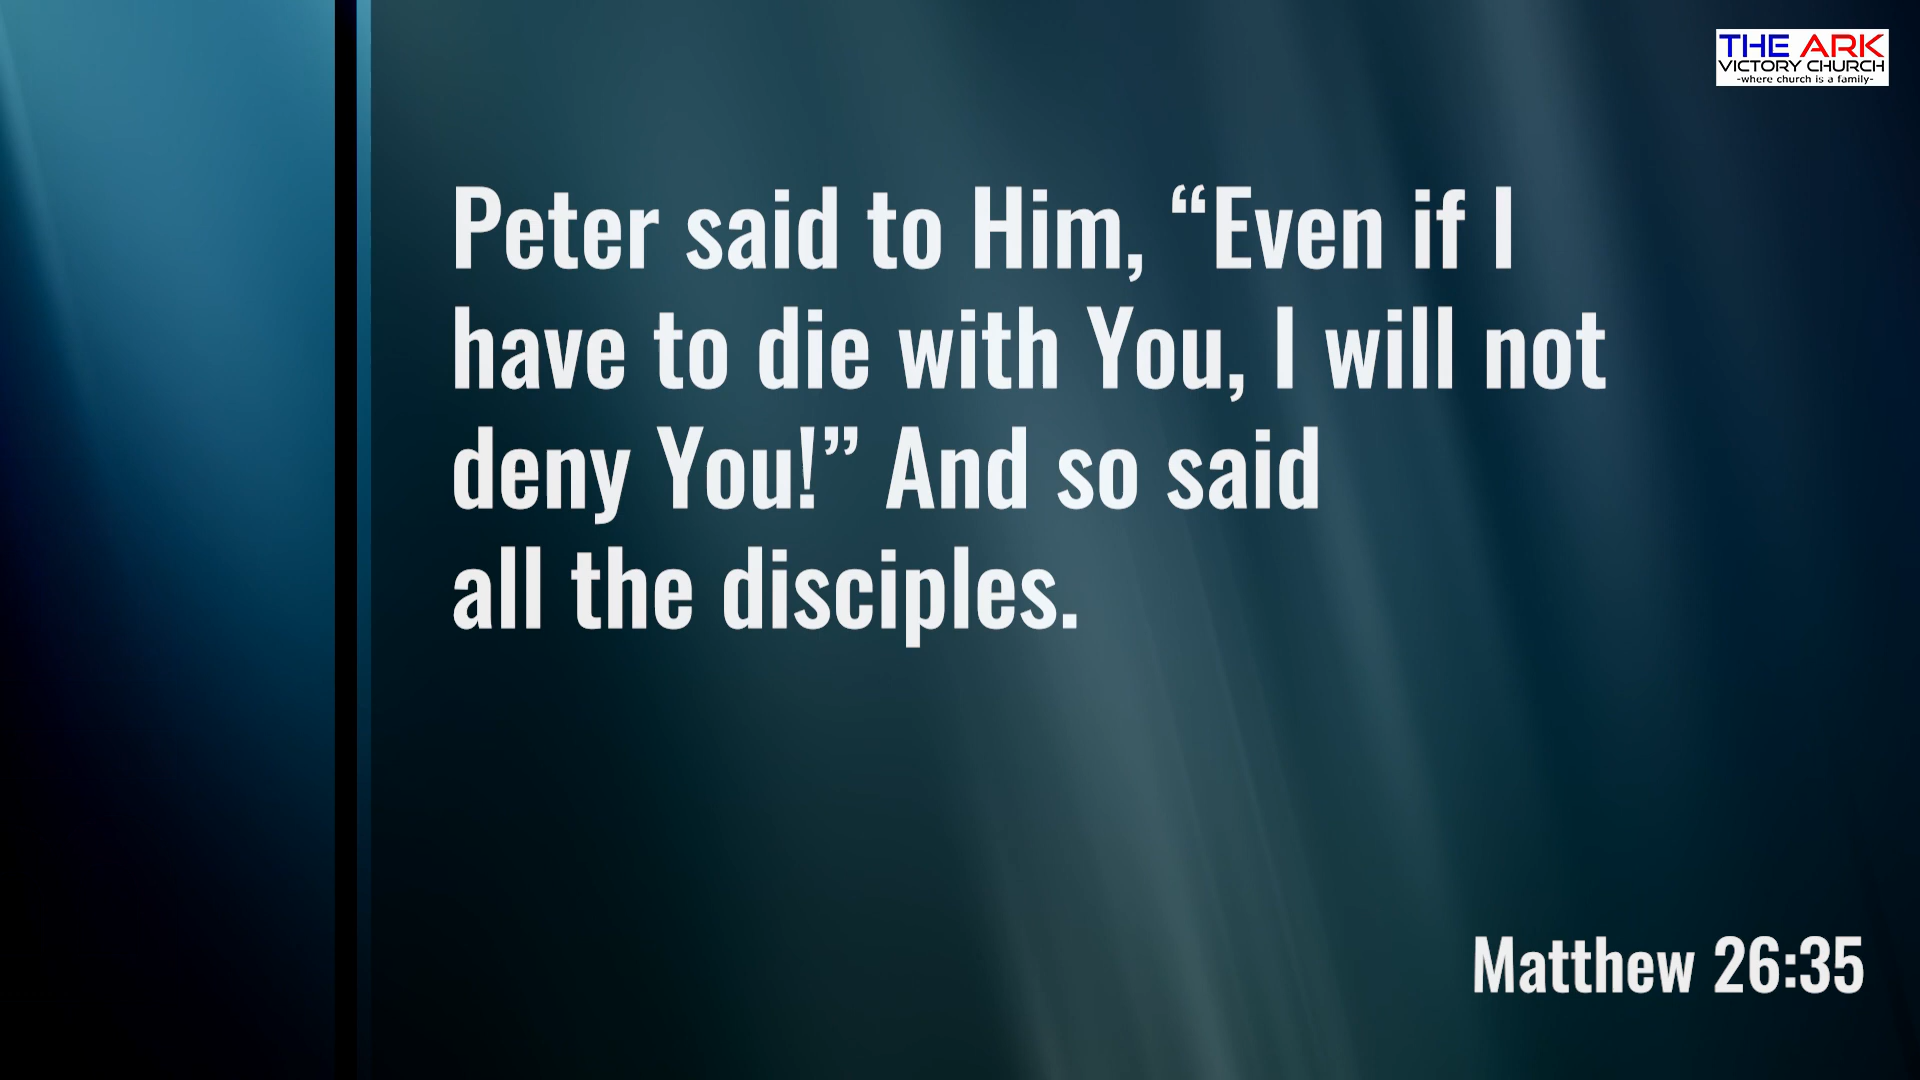 THE ARK
VICTORY CHURCH
-where church is a family-
Peter said to Him, “Even if I
have to die with You, I will not
deny You!” And so said
all the disciples.
Matthew 26:35